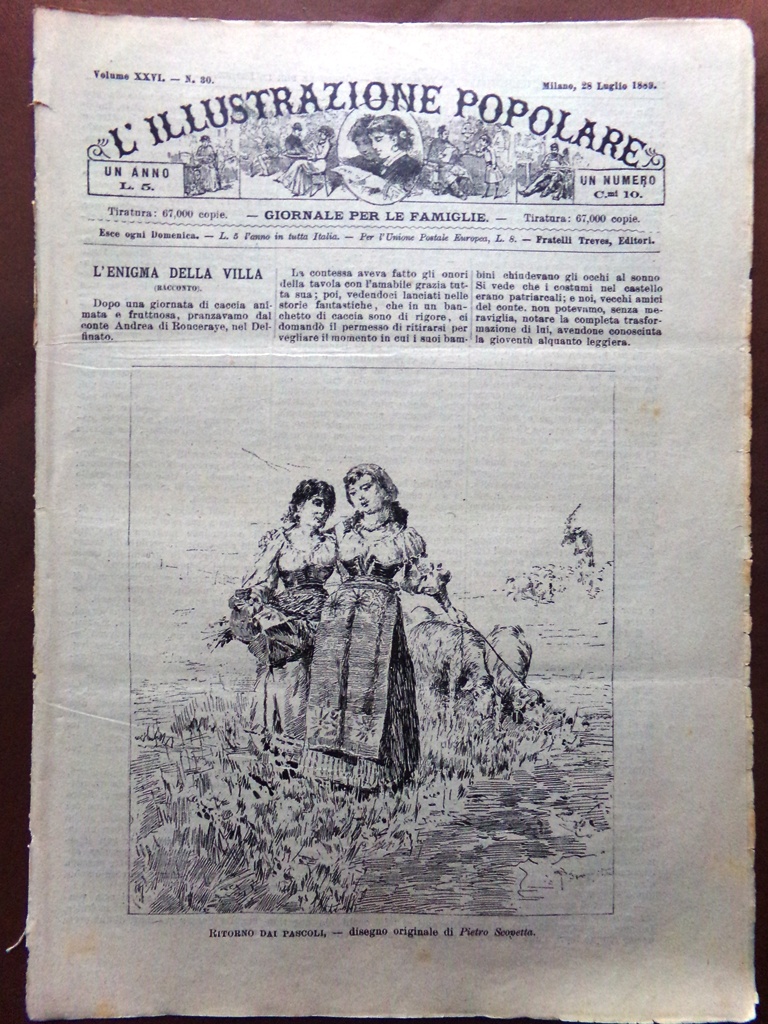 Volume XXVI. — N. 30.
Milano, 28 Luglio 1889.
L'ILLUSTRAZIONE POPOLARE
UN ANNO
L. 5.
UN NUMERO
C.mi 10.
Tiratura: 67,000 copie. — GIORNALE PER LE FAMIGLIE. — Tiratura: 67,000 copie.
Esce ogni Domenica. — L. 5 l'anno in tutta Italia. — Per l'Unione Postale Europea, L. 8. — Fratelli Treves, Editori.
L'ENIGMA DELLA VILLA
(RACCONTO).
Dopo una giornata di caccia ani-
mata e fruttuosa, pranzavamo dal
conte Andrea di Ronceraye, nel Del-
finato.
La contessa aveva fatto gli onori
della tavola con l'amabile grazia tut-
ta sua; poi, vedendoci lanciati nelle
storie fantastiche, che in un ban-
chetto di caccia sono di rigore, ci
domandò il permesso di ritirarsi per
vegliare il momento in cui i suoi bam-
bini chiudevano gli occhi al sonno
Si vede che i costumi nel castello
erano patriarcali; e noi, vecchi amici
del conte, non potevamo, senza me-
raviglia, notare la completa trasfor-
mazione di lui, avendone conosciuta
la gioventù alquanto leggiera.
RITORNO DAI PASCOLI, — disegno originale di Pietro Scoppetta.